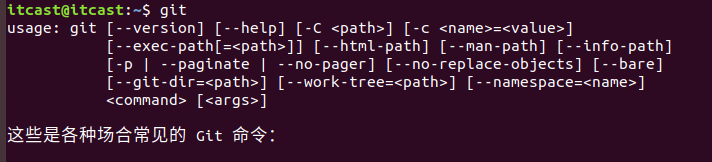 itcast@itcast:~$ git
usage: git [--version] [--help] [-C <path>] [-c <name>=<value>]
[--exec-path[=<path>]] [--html-path] [--man-path] [--info-path]
[-p | --paginate | --no-pager] [--no-replace-objects] [--bare]
[--git-dir=<path>] [--work-tree=<path>] [--namespace=<name>]
<command> [<args>]
这些是各种场合常见的 Git 命令：